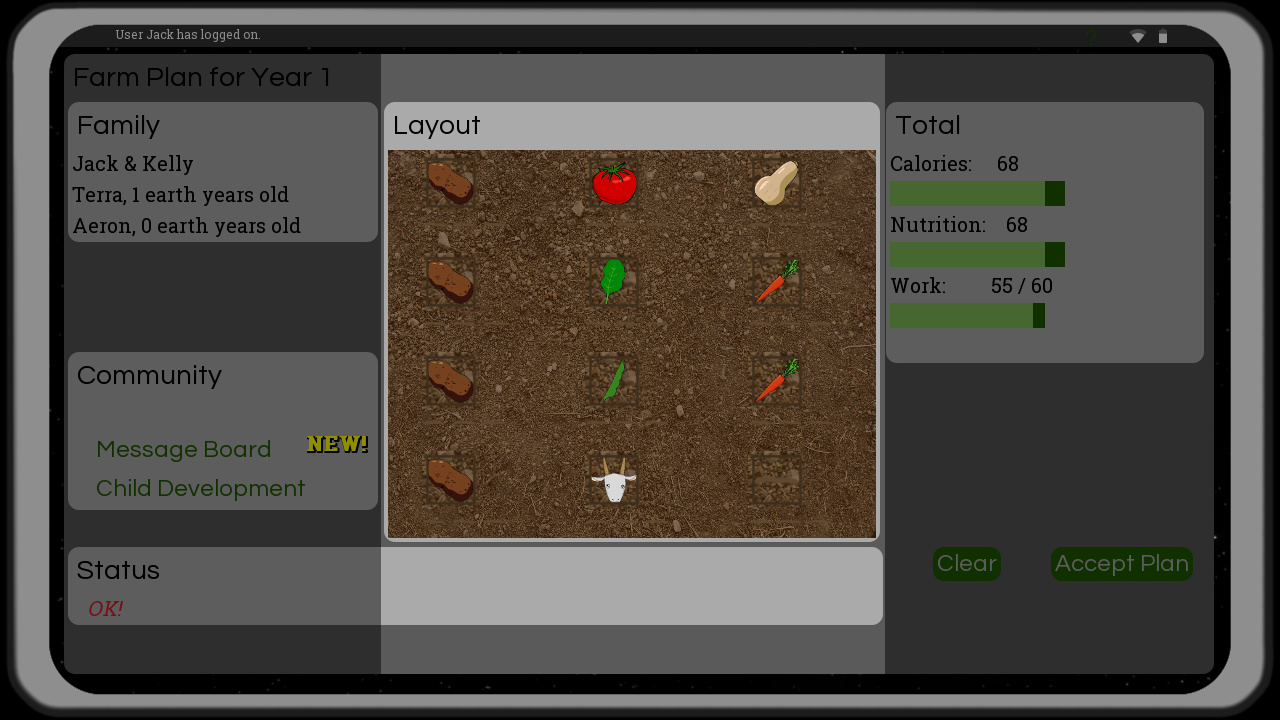 User Jack has logged on.
?
Farm Plan for Year 1
Family
Jack & Kelly
Terra, 1 earth years old
Aeron, 0 earth years old
Community
Message Board NEW!
Child Development
Layout
Total
Calories: 68
Nutrition: 68
Work: 55 / 60
Status
OK!
Clear
Accept Plan